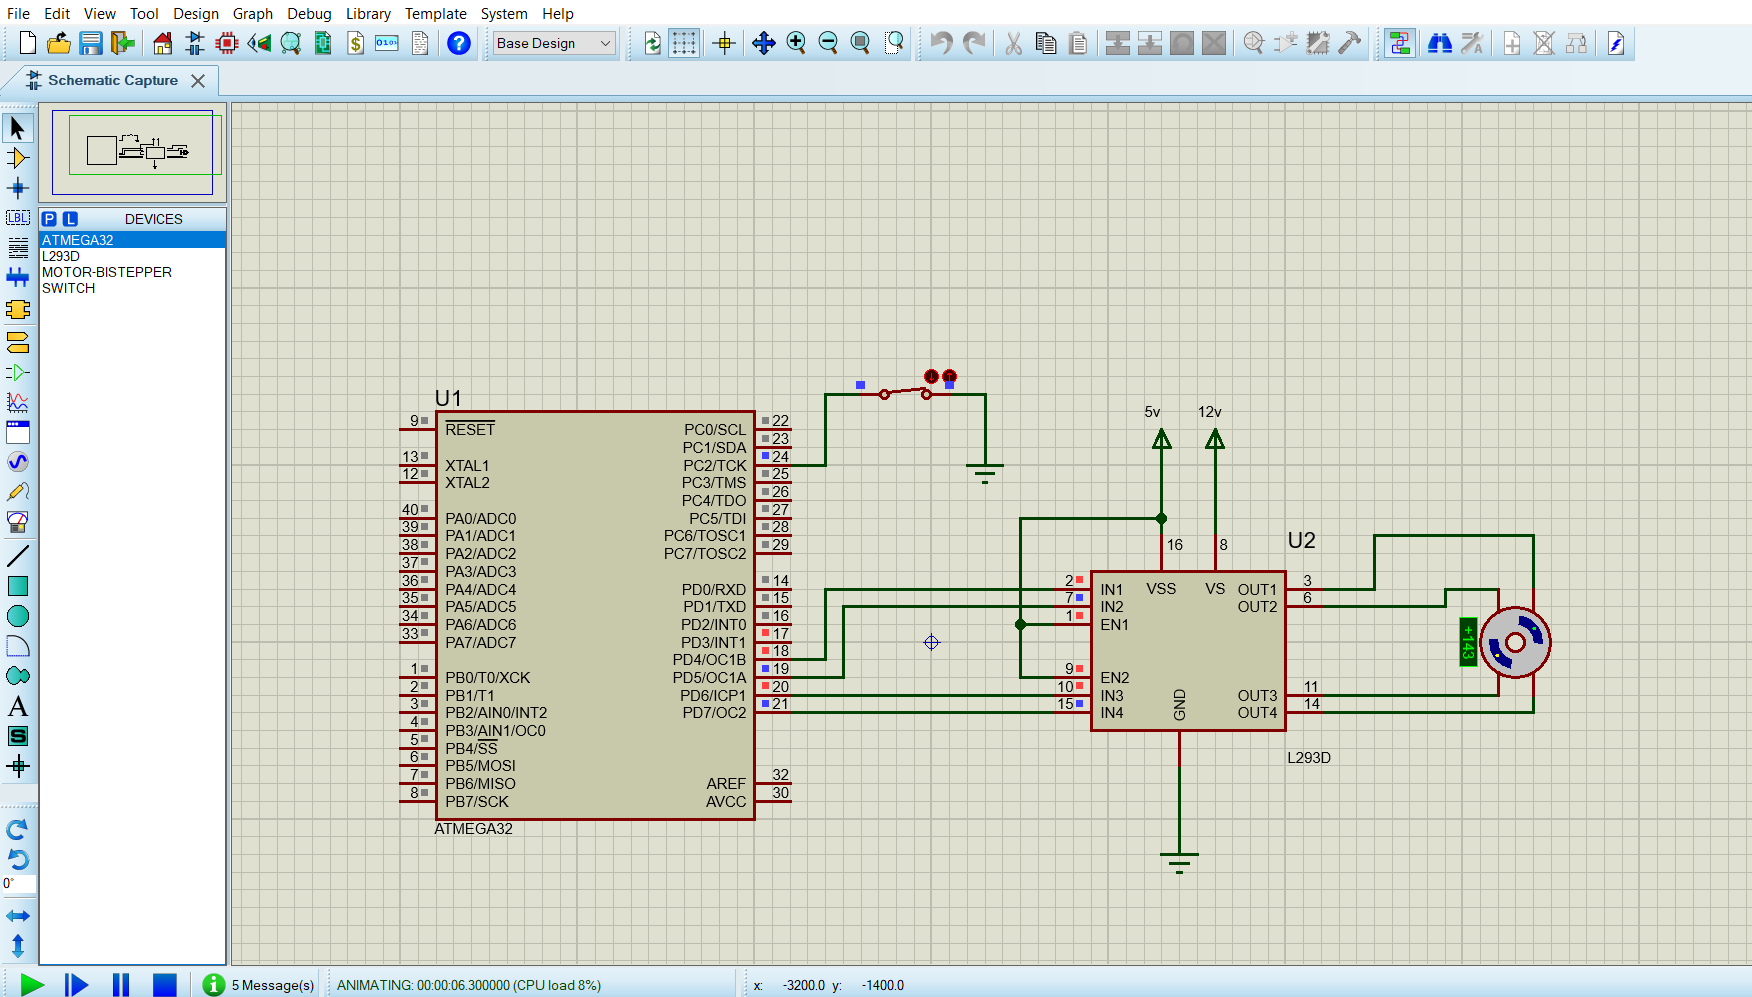 File Edit View Tool Design Graph Debug Library Template System Help
$ 0101 ? Base Design
Schematic Capture
LBL
P L DEVICES
ATMEGA32
L293D
MOTOR-BISTEPPER
SWITCH
A
S
0°
U1
9 RESET
13 XTAL1
12 XTAL2
40 PA0/ADC0
39 PA1/ADC1
38 PA2/ADC2
37 PA3/ADC3
36 PA4/ADC4
35 PA5/ADC5
34 PA6/ADC6
33 PA7/ADC7
1 PB0/T0/XCK
2 PB1/T1
3 PB2/AIN0/INT2
4 PB3/AIN1/OC0
5 PB4/SS
6 PB5/MOSI
7 PB6/MISO
8 PB7/SCK
PC0/SCL 22
PC1/SDA 23
PC2/TCK 24
PC3/TMS 25
PC4/TDO 26
PC5/TDI 27
PC6/TOSC1 28
PC7/TOSC2 29
PD0/RXD 14
PD1/TXD 15
PD2/INT0 16
PD3/INT1 17
PD4/OC1B 18
PD5/OC1A 19
PD6/ICP1 20
PD7/OC2 21
AREF 32
AVCC 30
ATMEGA32
5v 12v
16 8
U2
2 IN1 VSS VS OUT1 3
7 IN2 OUT2 6
1 EN1
9 EN2
10 IN3 OUT3 11
15 IN4 GND OUT4 14
L293D
+143
5 Message(s) ANIMATING: 00:00:06.300000 (CPU load 8%) x: -3200.0 y: -1400.0